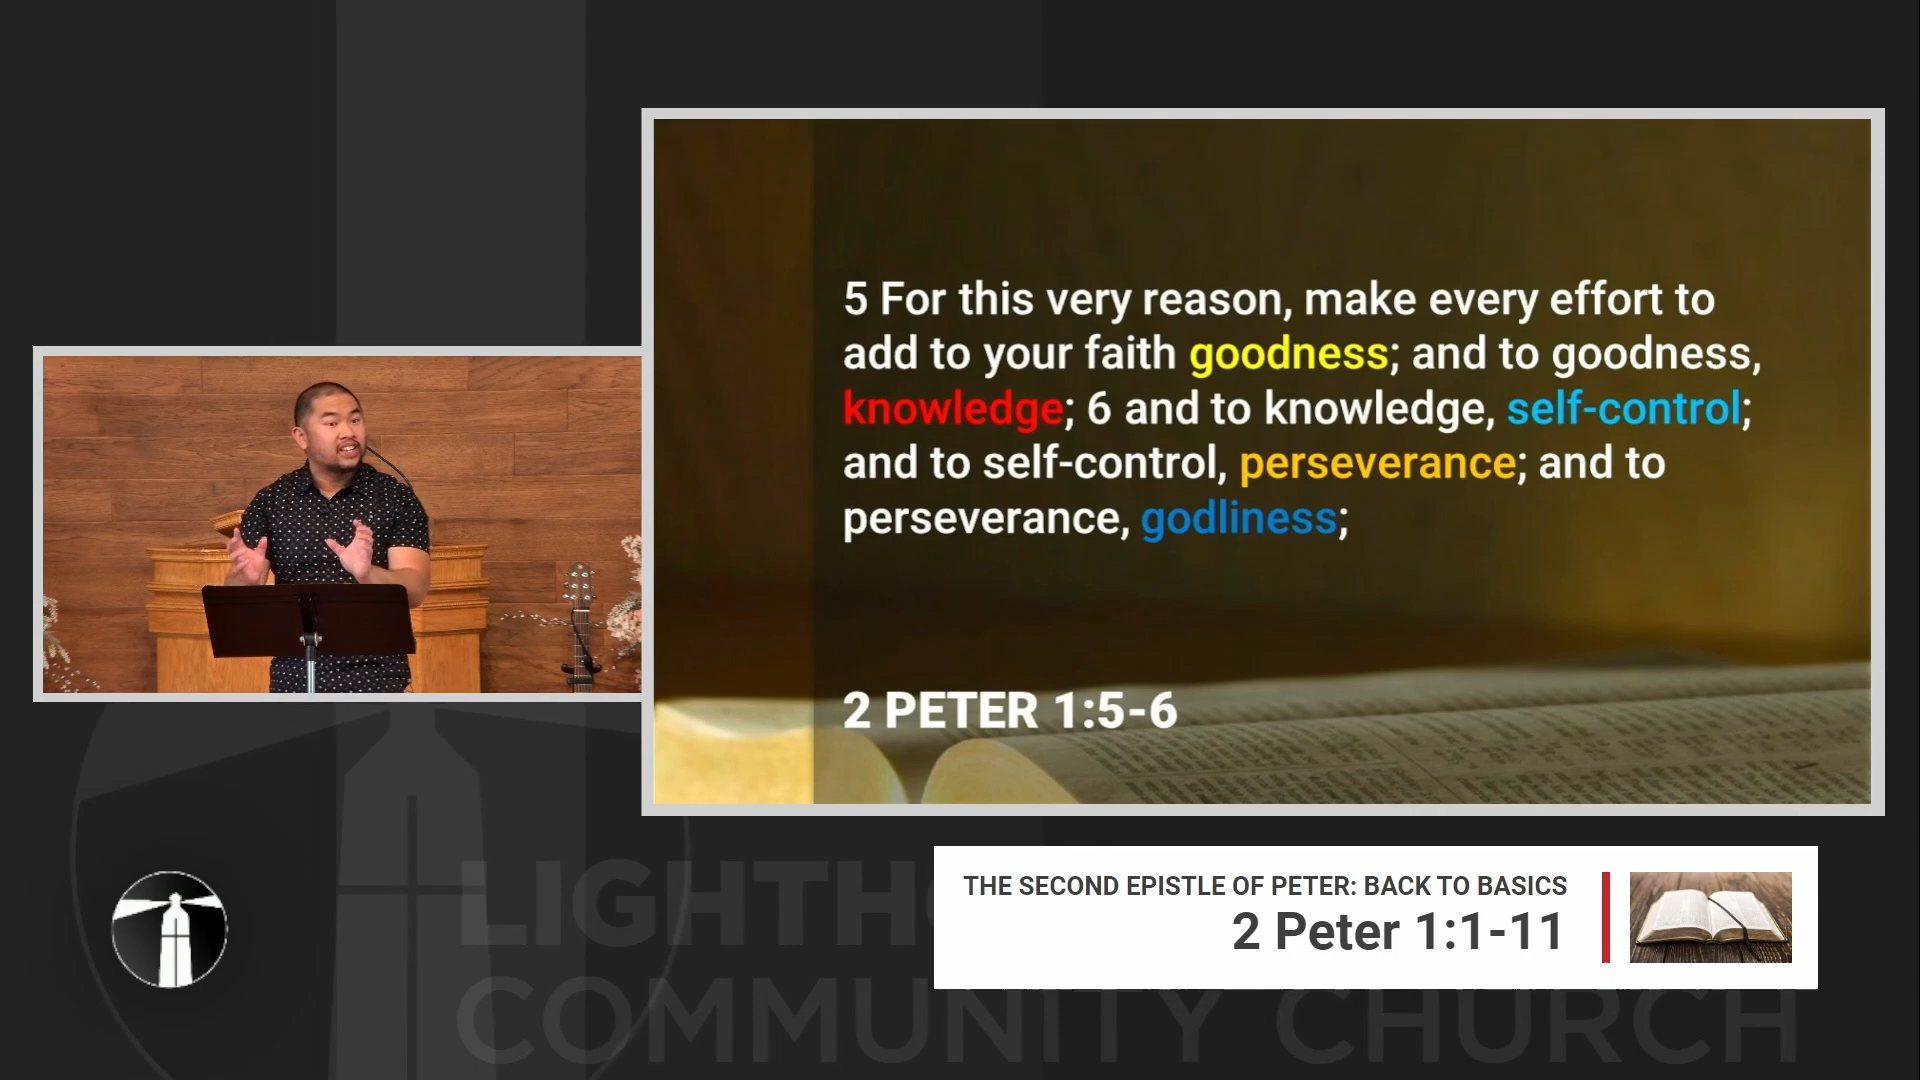 5 For this very reason, make every effort to
add to your faith goodness; and to goodness,
knowledge; 6 and to knowledge, self-control;
and to self-control, perseverance; and to
perseverance, godliness;
2 PETER 1:5-6
THE SECOND EPISTLE OF PETER: BACK TO BASICS
2 Peter 1:1-11
LIGHTH
COMMUNITY CHURCH